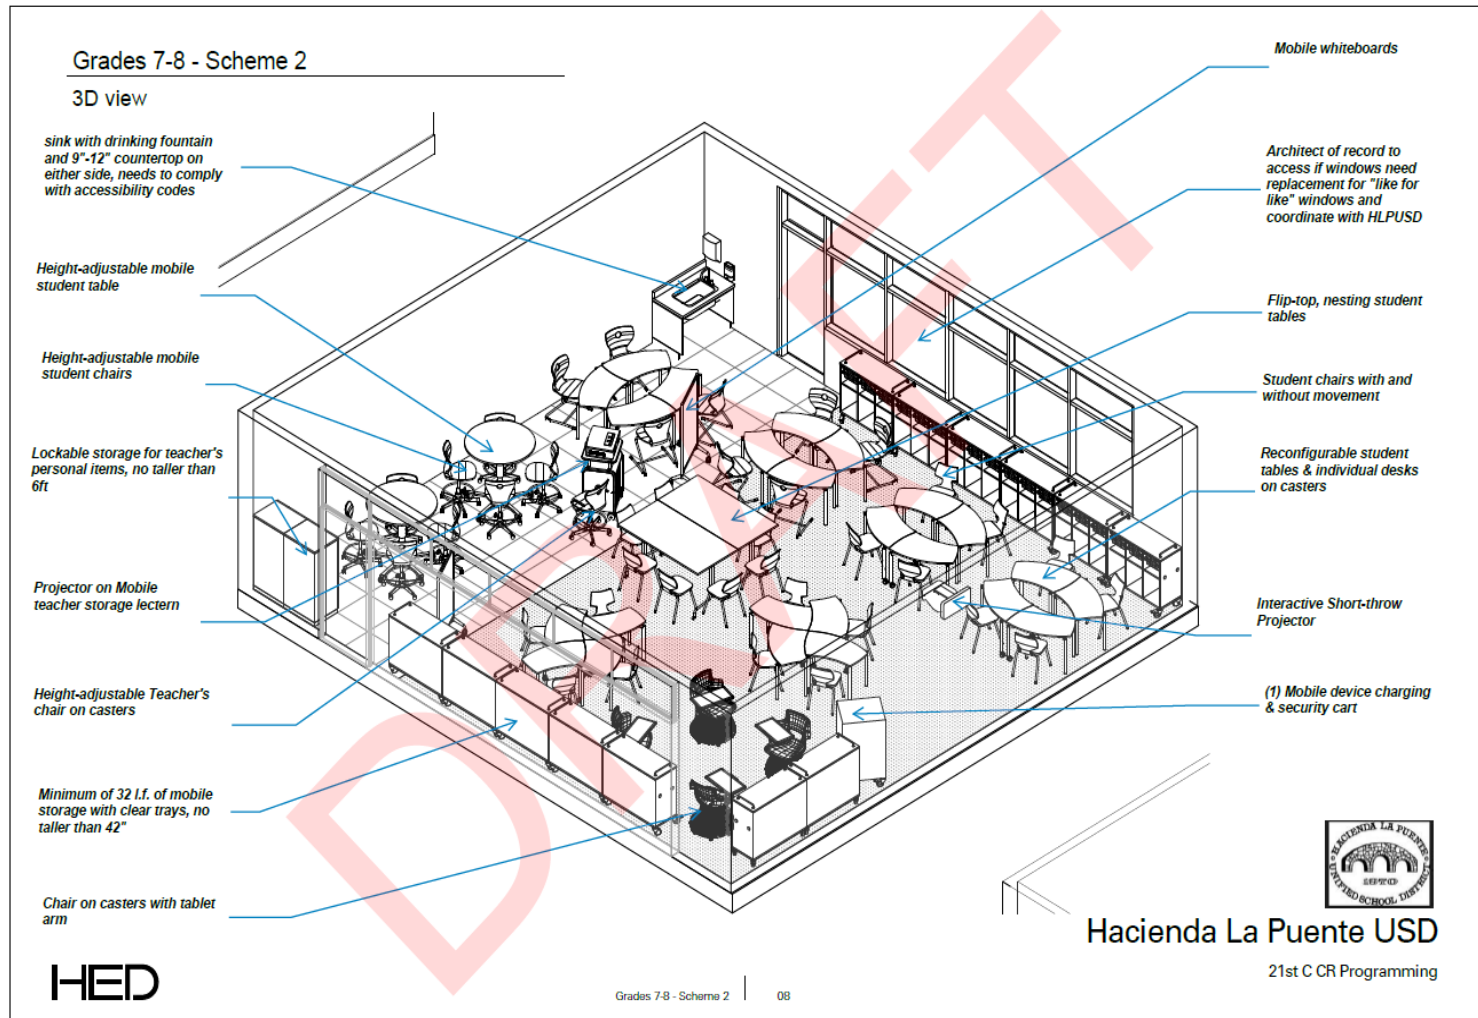 Grades 7-8 - Scheme 2
3D view
sink with drinking fountain
and 9"-12" countertop on
either side, needs to comply
with accessibility codes
Height-adjustable mobile
student table
Height-adjustable mobile
student chairs
Lockable storage for teacher's
personal items, no taller than
6ft
Projector on Mobile
teacher storage lectern
Height-adjustable Teacher's
chair on casters
Minimum of 32 l.f. of mobile
storage with clear trays, no
taller than 42"
Chair on casters with tablet
arm
Mobile whiteboards
Architect of record to
access if windows need
replacement for "like for
like" windows and
coordinate with HLPUSD
Flip-top, nesting student
tables
Student chairs with and
without movement
Reconfigurable student
tables & individual desks
on casters
Interactive Short-throw
Projector
(1) Mobile device charging
& security cart
DRAFT
HACIENDA LA PUENTE
UNIFIED SCHOOL DISTRICT
Hacienda La Puente USD
21st C CR Programming
HED
Grades 7-8 - Scheme 2
08